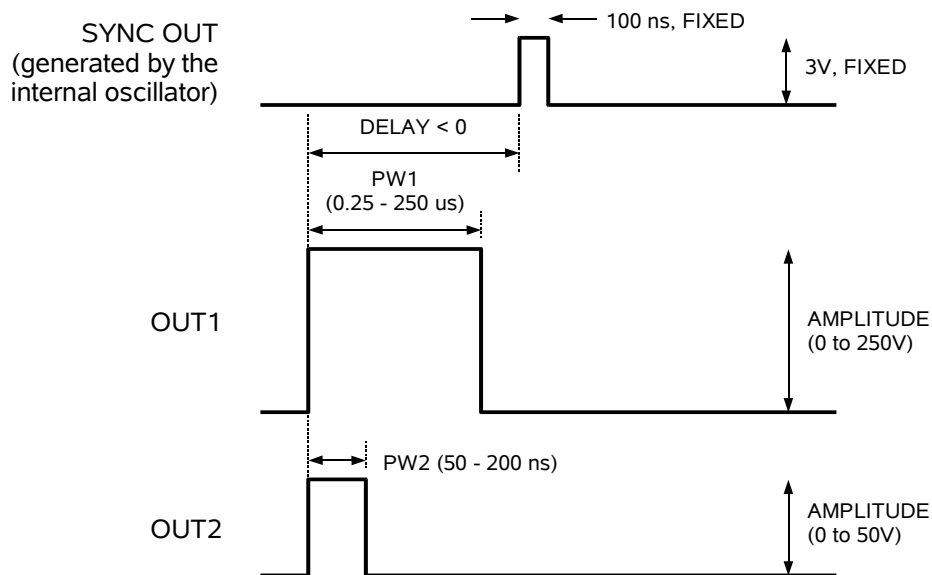 SYNC OUT
(generated by the
internal oscillator)
100 ns, FIXED
3V, FIXED
DELAY < 0
PW1
(0.25 - 250 us)
OUT1
AMPLITUDE
(0 to 250V)
PW2 (50 - 200 ns)
OUT2
AMPLITUDE
(0 to 50V)